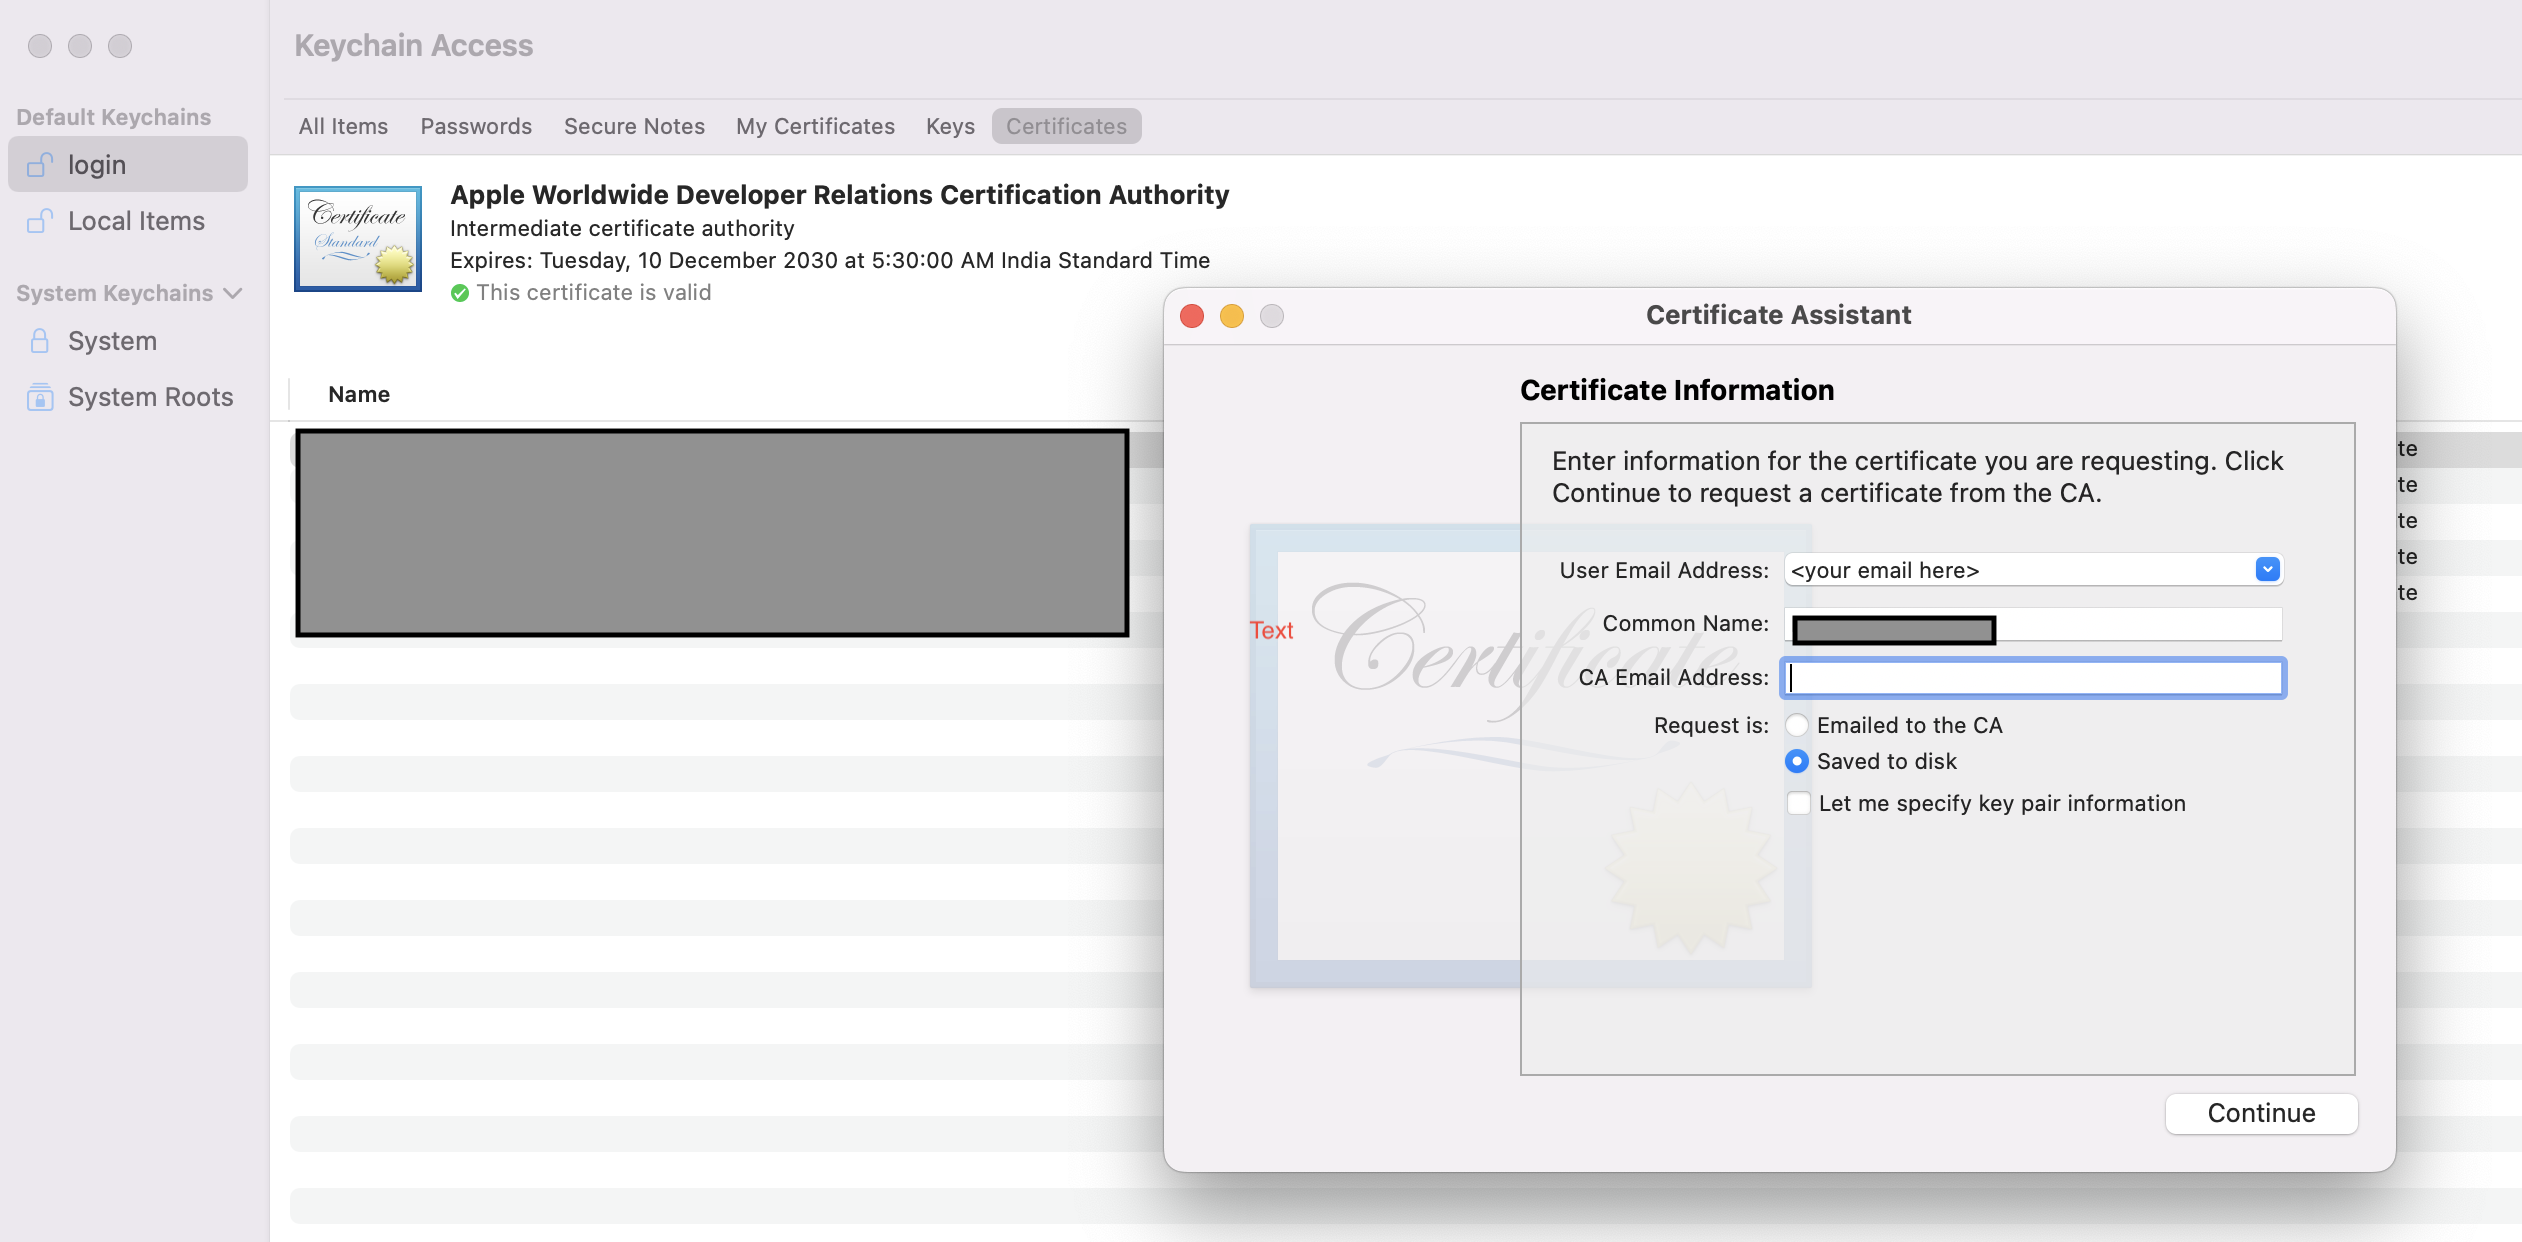 Keychain Access
Default Keychains
login
Local Items
System Keychains
System
System Roots
All Items Passwords Secure Notes My Certificates Keys Certificates
Certificate
Standard
Apple Worldwide Developer Relations Certification Authority
Intermediate certificate authority
Expires: Tuesday, 10 December 2030 at 5:30:00 AM India Standard Time
This certificate is valid
Name
te
te
te
te
te
Certificate Assistant
Certificate Information
Enter information for the certificate you are requesting. Click
Continue to request a certificate from the CA.
Certificate
Text
User Email Address: <your email here>
Common Name:
CA Email Address:
Request is: Emailed to the CA
Saved to disk
Let me specify key pair information
Continue